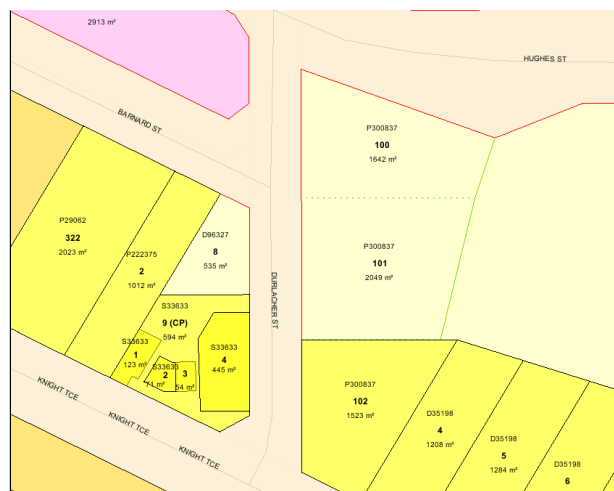 2913 m²
HUGHES ST
BARNARD ST
P300837
100
1642 m²
P29062
322
2023 m²
P222375
2
1012 m²
D96327
8
535 m²
P300837
101
2049 m²
DURLACHER ST
S33633
9 (CP)
594 m²
S33633
1
123 m²
S33633
2
71 m²
3
54 m²
S33633
4
445 m²
KNIGHT TCE
KNIGHT TCE
KNIGHT TCE
P300837
102
1523 m²
D35198
4
1208 m²
D35198
5
1284 m²
D35198
6